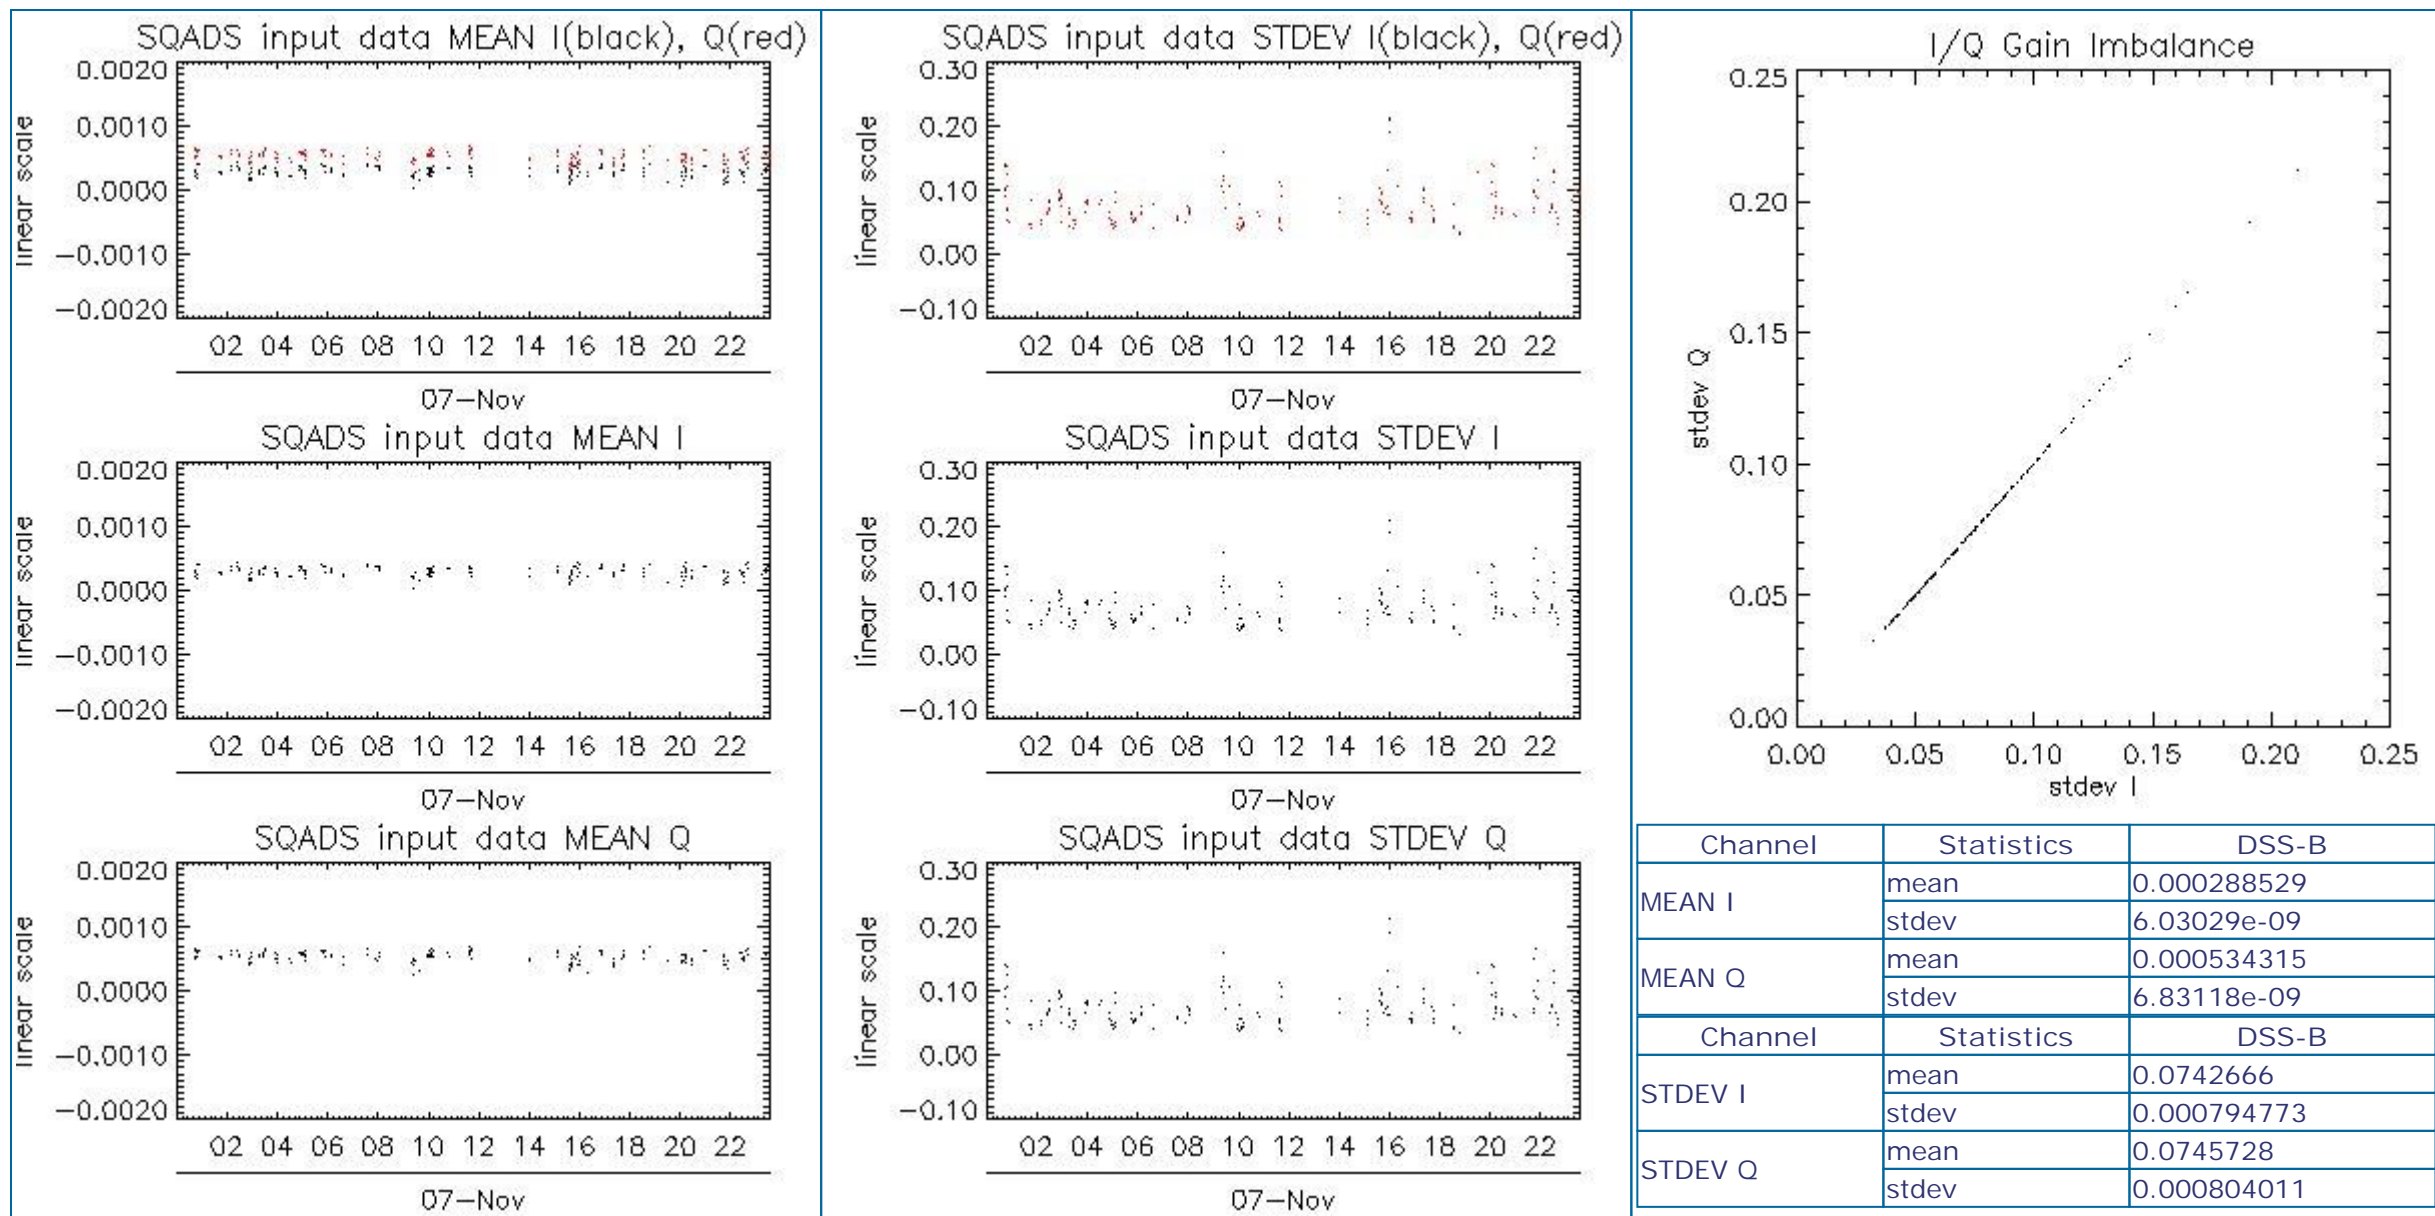 SQADS input data MEAN I(black), Q(red)
linear scale
0.0020
0.0010
0.0000
−0.0010
−0.0020
02 04 06 08 10 12 14 16 18 20 22
07−Nov
SQADS input data MEAN I
linear scale
0.0020
0.0010
0.0000
−0.0010
−0.0020
02 04 06 08 10 12 14 16 18 20 22
07−Nov
SQADS input data MEAN Q
linear scale
0.0020
0.0010
0.0000
−0.0010
−0.0020
02 04 06 08 10 12 14 16 18 20 22
07−Nov
SQADS input data STDEV I(black), Q(red)
linear scale
0.30
0.20
0.10
0.00
−0.10
02 04 06 08 10 12 14 16 18 20 22
07−Nov
SQADS input data STDEV I
linear scale
0.30
0.20
0.10
0.00
−0.10
02 04 06 08 10 12 14 16 18 20 22
07−Nov
SQADS input data STDEV Q
linear scale
0.30
0.20
0.10
0.00
−0.10
02 04 06 08 10 12 14 16 18 20 22
07−Nov
I/Q Gain Imbalance
stdev Q
0.25
0.20
0.15
0.10
0.05
0.00
0.00 0.05 0.10 0.15 0.20 0.25
stdev I
Channel Statistics DSS-B
MEAN I mean 0.000288529
stdev 6.03029e-09
MEAN Q mean 0.000534315
stdev 6.83118e-09
Channel Statistics DSS-B
STDEV I mean 0.0742666
stdev 0.000794773
STDEV Q mean 0.0745728
stdev 0.000804011